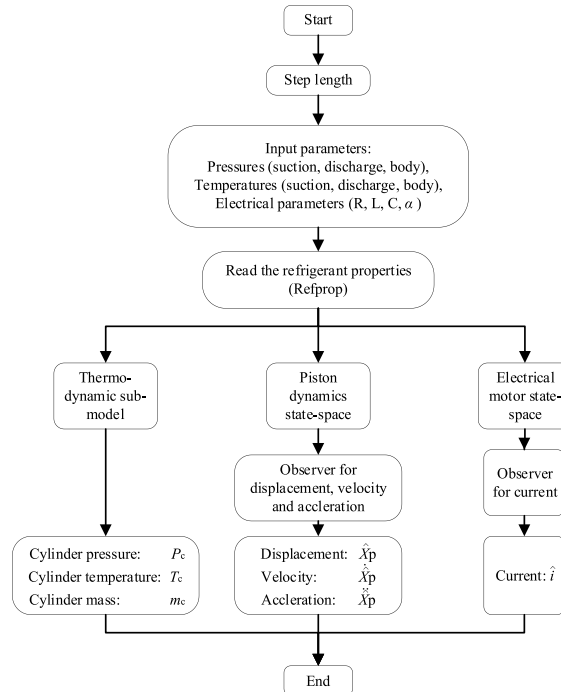 Start
Step length
Input parameters:
Pressures (suction, discharge, body),
Temperatures (suction, discharge, body),
Electrical parameters (R, L, C, α )
Read the refrigerant properties
(Refprop)
Thermo-
dynamic sub-
model
Piston
dynamics
state-space
Electrical
motor state-
space
Observer for
displacement, velocity
and accleration
Observer
for current
Cylinder pressure: Pc
Cylinder temperature: Tc
Cylinder mass: mc
Displacement: X̂p
Velocity: Ẋ̂p
Accleration: Ẍ̂p
Current: î
End